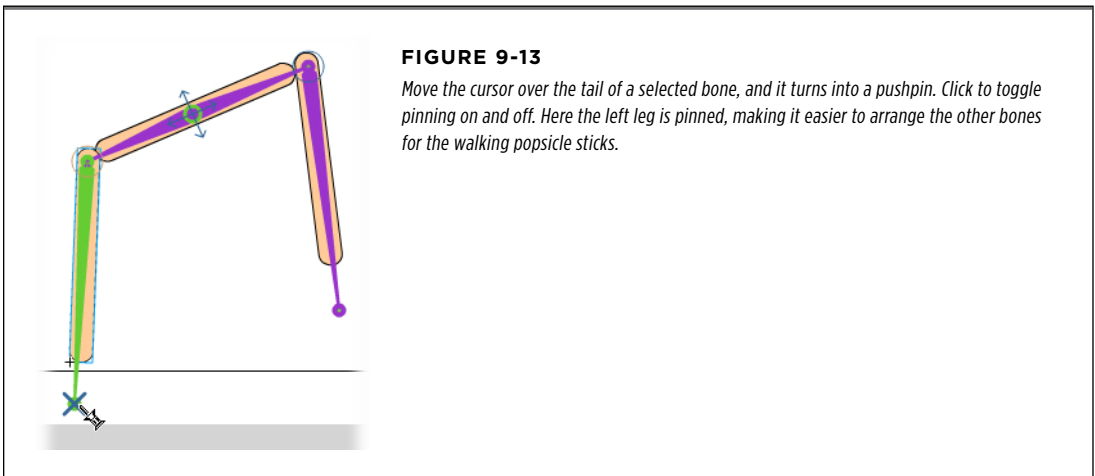 FIGURE 9-13
Move the cursor over the tail of a selected bone, and it turns into a pushpin. Click to toggle
pinning on and off. Here the left leg is pinned, making it easier to arrange the other bones
for the walking popsicle sticks.